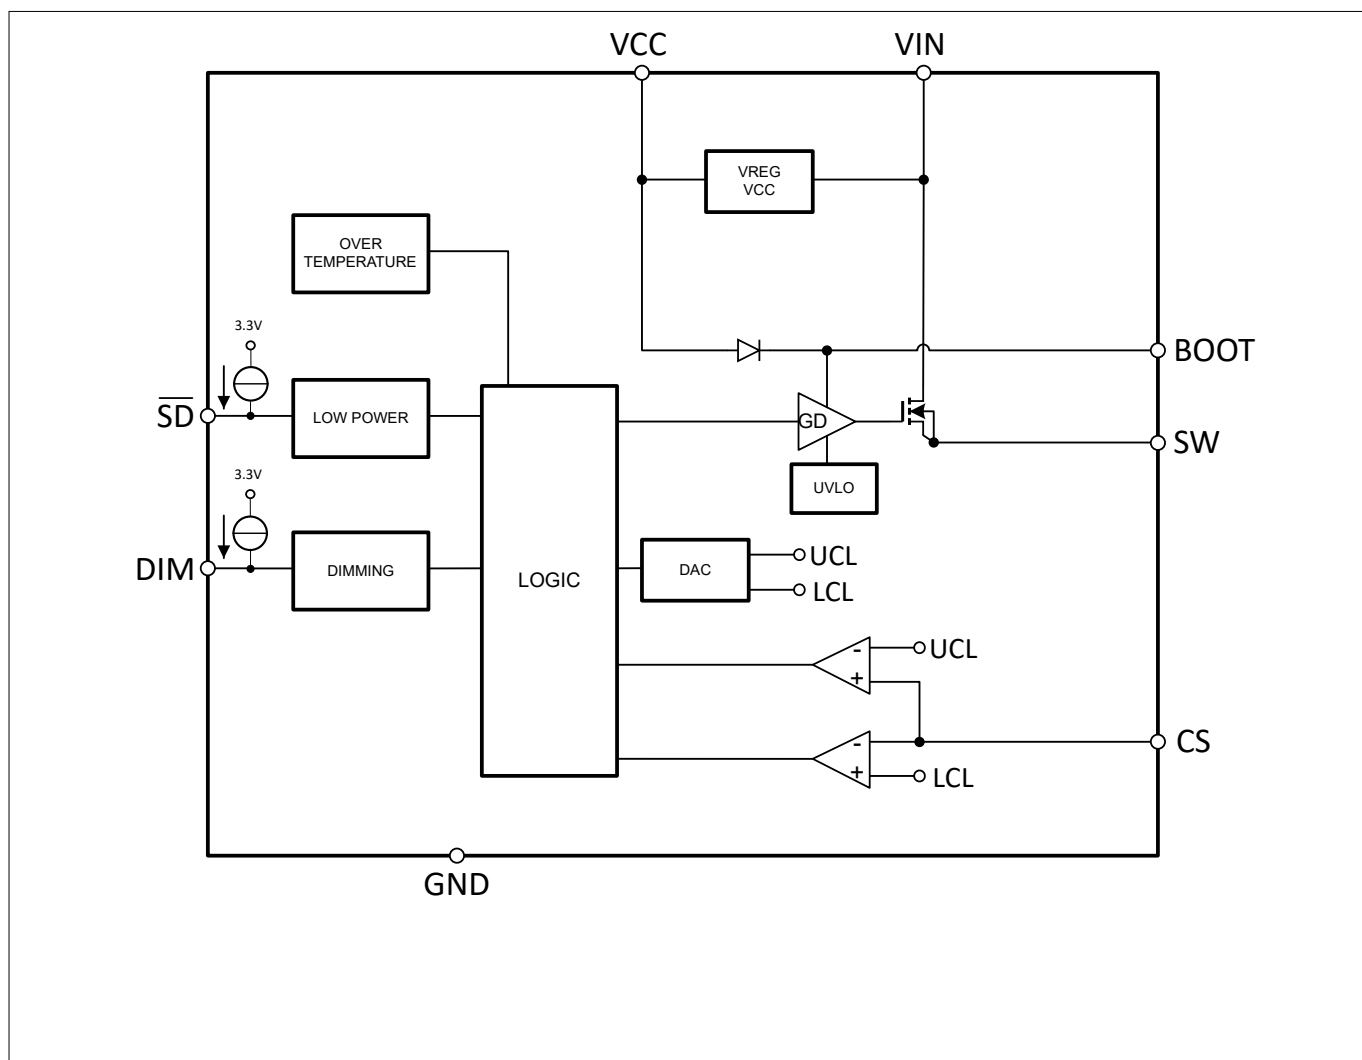 VCC
VIN
VREG
VCC
OVER
TEMPERATURE
3.3V
BOOT
SD
LOW POWER
GD
SW
3.3V
UVLO
DIM
DIMMING
LOGIC
DAC
UCL
LCL
-
UCL
+
-
CS
+
LCL
GND